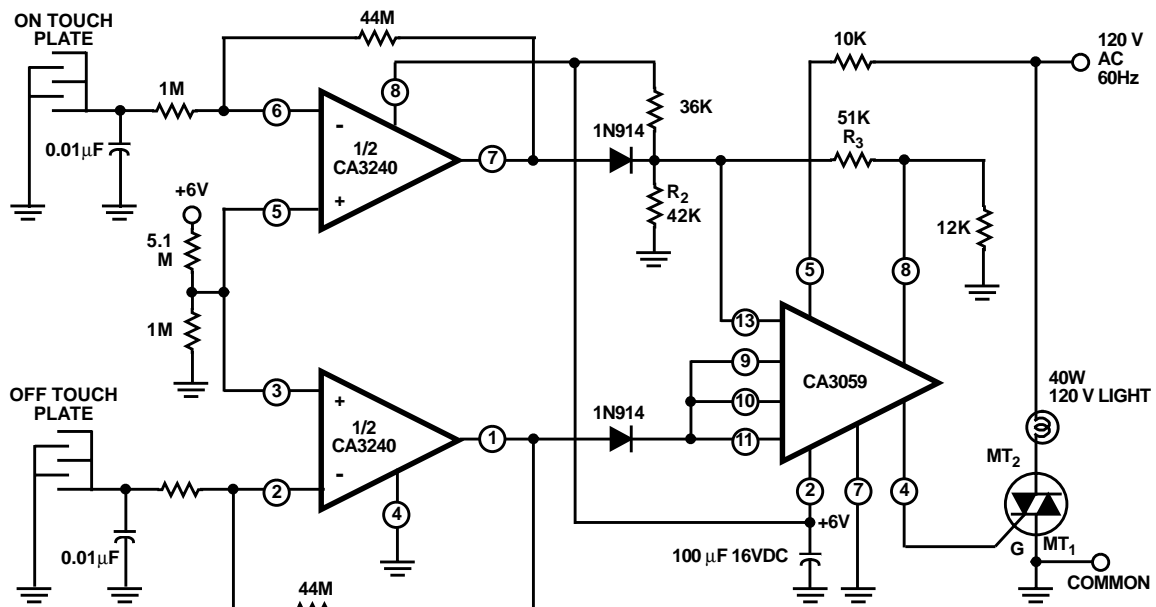 ON TOUCH
PLATE
44M
10K
120 V
AC
60Hz
1M
6
8
36K
51K
R3
1N914
0.01μF
-
1/2
CA3240
+
7
+6V
5
R2
42K
12K
5.1
M
5
8
1M
13
9
10
11
CA3059
OFF TOUCH
PLATE
3
+
1/2
CA3240
-
1
1N914
40W
120 V LIGHT
MT2
2
4
2
7
4
+6V
G
MT1
0.01μF
100 μF 16VDC
COMMON
44M